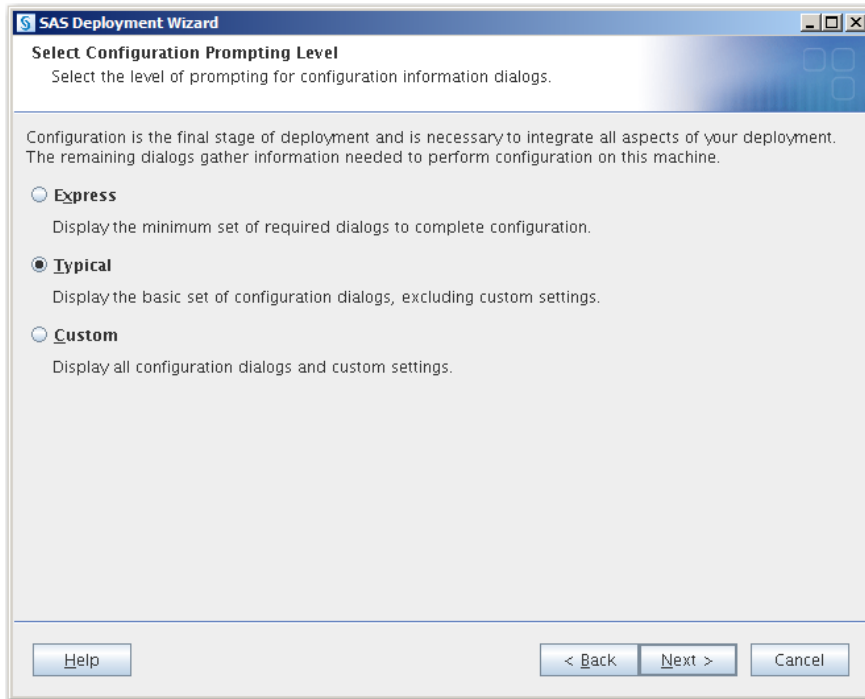 SAS Deployment Wizard
Select Configuration Prompting Level
Select the level of prompting for configuration information dialogs.
Configuration is the final stage of deployment and is necessary to integrate all aspects of your deployment.
The remaining dialogs gather information needed to perform configuration on this machine.
Express
Display the minimum set of required dialogs to complete configuration.
Typical
Display the basic set of configuration dialogs, excluding custom settings.
Custom
Display all configuration dialogs and custom settings.
Help
< Back
Next >
Cancel